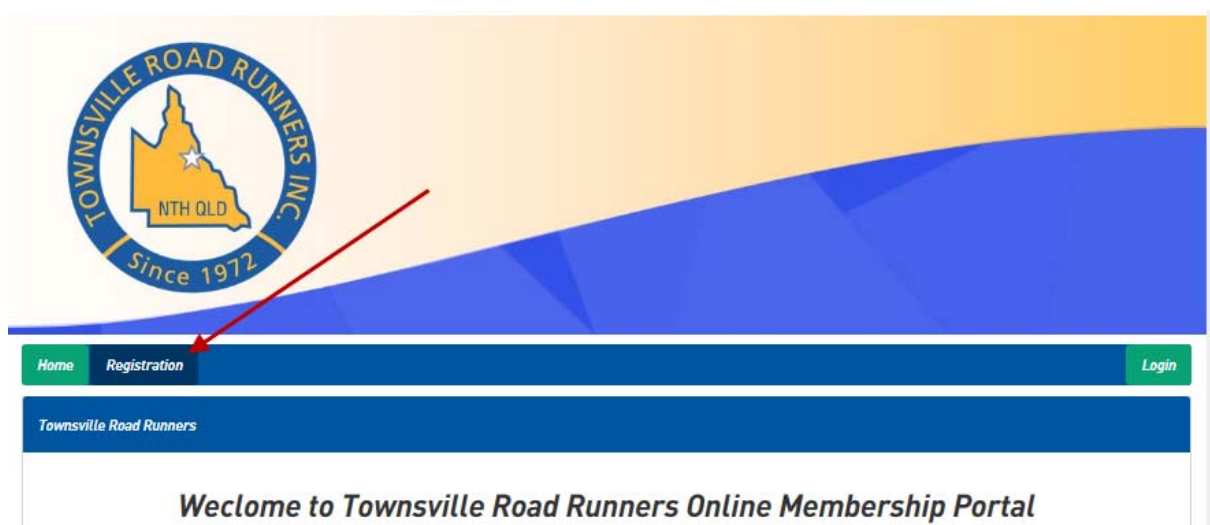 TOWNSVILLE ROAD RUNNERS INC.
NTH QLD
Since 1972
Home Registration Login
Townsville Road Runners
Weclome to Townsville Road Runners Online Membership Portal